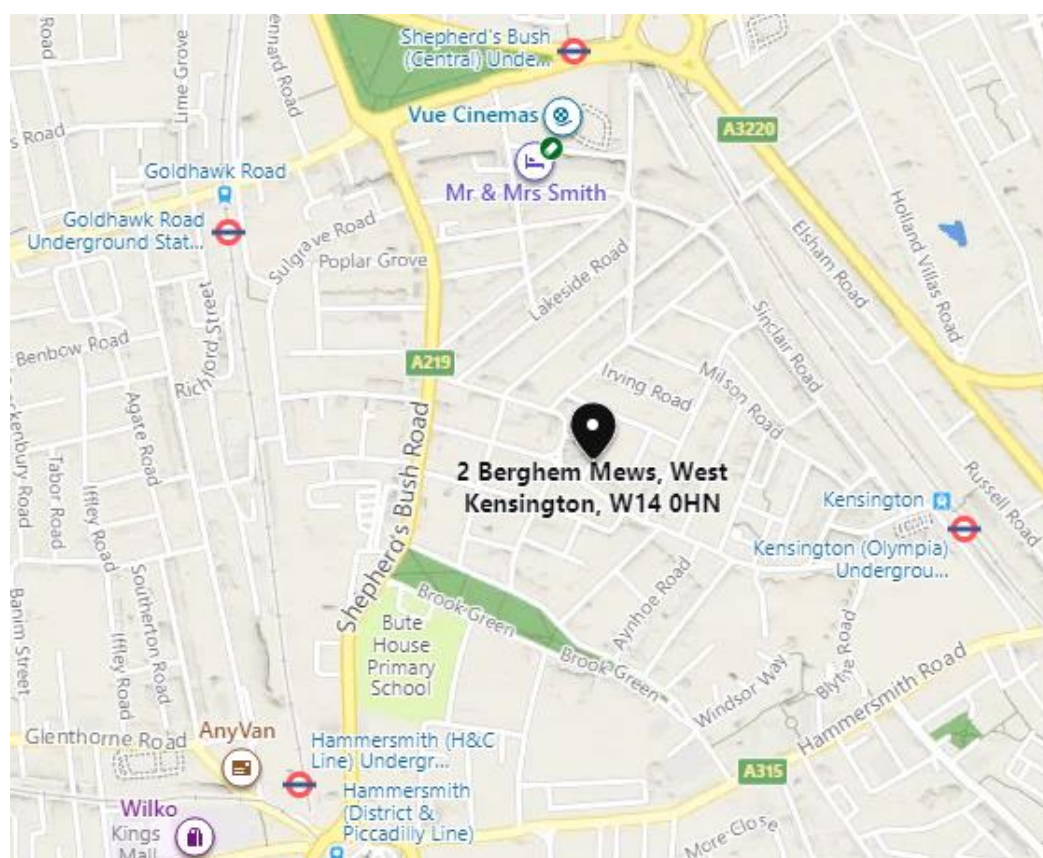 Road
Lime Grove
ennard Road
Shepherd's Bush
(Central) Unde...
Vue Cinemas
A3220
s Road
Goldhawk Road
Mr & Mrs Smith
Goldhawk Road
Underground Stat...
Sulgrave Road
Poplar Grove
Lakeside Road
Elsham Road
Holland Villas Road
Richford Street
Benbow Road
A219
Sinclair Road
Irving Road
Milson Road
Agate Road
ckenbury Road
Tabor Road
Iffley Road
Shepherd's Bush Road
2 Berghem Mews, West
Kensington, W14 0HN
Kensington
Russell Road
Kensington (Olympia)
Undergrou...
Southerton Road
Banim Street
Iffley Road
Brook Green
Aynhoe Road
Bute
House
Primary
School
Brook Green
Windsor Way
Blythe Road
Hammersmith Road
Glenthorne Road
AnyVan
Hammersmith (H&C
Line) Undergr...
A315
Hammersmith
(District &
Piccadilly Line)
Wilko
Kings
Mall
More Close